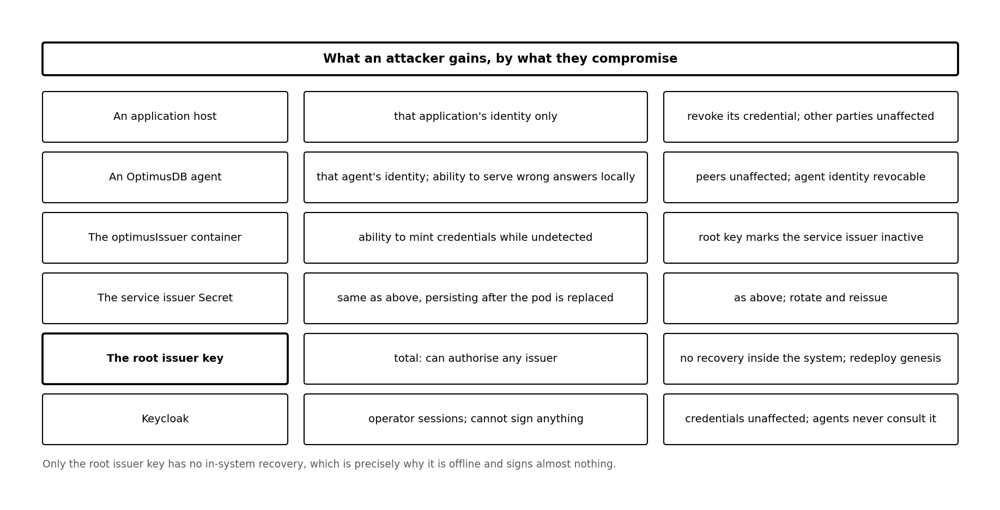 What an attacker gains, by what they compromise
An application host
that application's identity only
revoke its credential; other parties unaffected
An OptimusDB agent
that agent's identity; ability to serve wrong answers locally
peers unaffected; agent identity revocable
The optimusIssuer container
ability to mint credentials while undetected
root key marks the service issuer inactive
The service issuer Secret
same as above, persisting after the pod is replaced
as above; rotate and reissue
The root issuer key
total: can authorise any issuer
no recovery inside the system; redeploy genesis
Keycloak
operator sessions; cannot sign anything
credentials unaffected; agents never consult it
Only the root issuer key has no in-system recovery, which is precisely why it is offline and signs almost nothing.